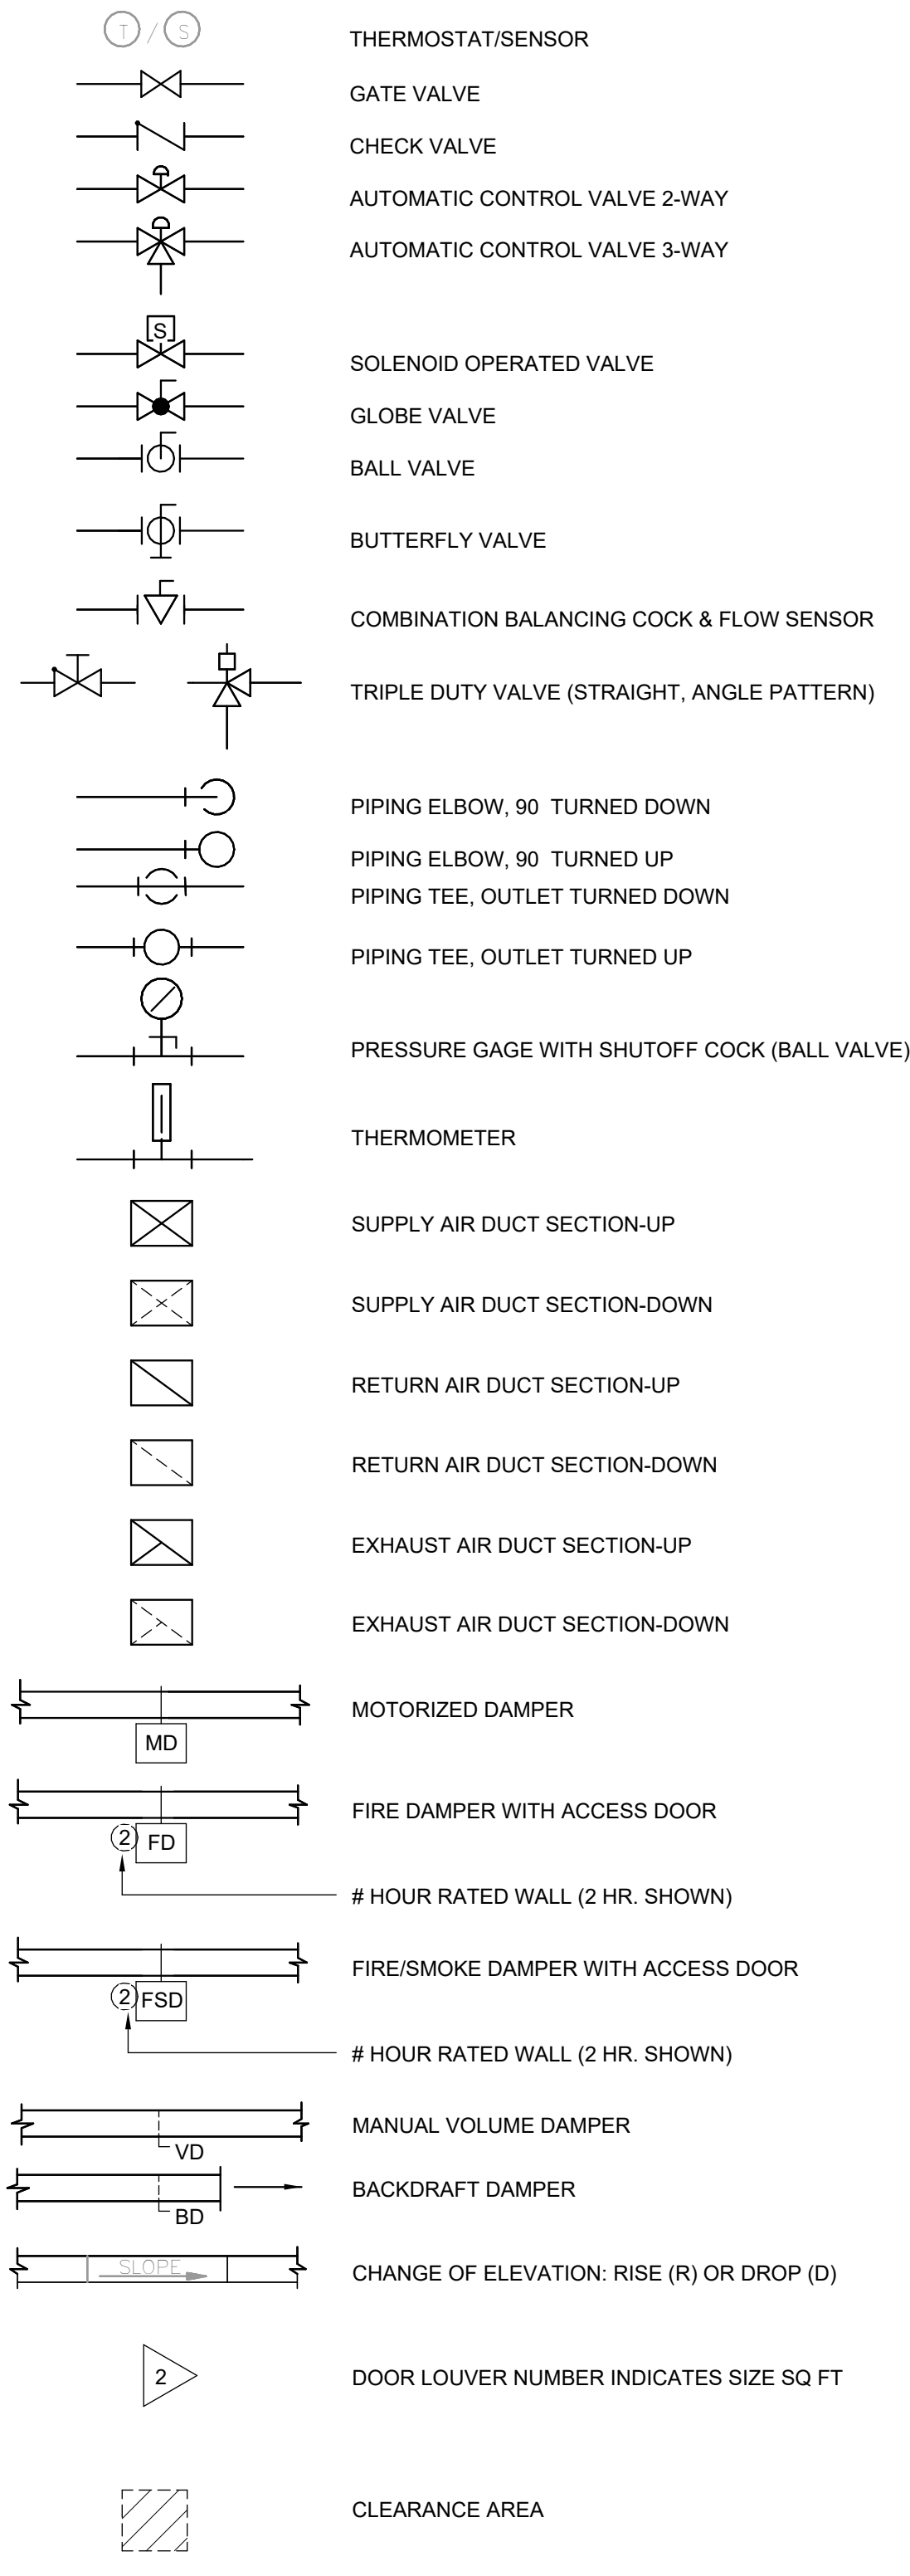 T / S THERMOSTAT/SENSOR
GATE VALVE
CHECK VALVE
AUTOMATIC CONTROL VALVE 2-WAY
AUTOMATIC CONTROL VALVE 3-WAY
S
SOLENOID OPERATED VALVE
GLOBE VALVE
BALL VALVE
BUTTERFLY VALVE
COMBINATION BALANCING COCK & FLOW SENSOR
TRIPLE DUTY VALVE (STRAIGHT, ANGLE PATTERN)
PIPING ELBOW, 90 TURNED DOWN
PIPING ELBOW, 90 TURNED UP
PIPING TEE, OUTLET TURNED DOWN
PIPING TEE, OUTLET TURNED UP
PRESSURE GAGE WITH SHUTOFF COCK (BALL VALVE)
THERMOMETER
SUPPLY AIR DUCT SECTION-UP
SUPPLY AIR DUCT SECTION-DOWN
RETURN AIR DUCT SECTION-UP
RETURN AIR DUCT SECTION-DOWN
EXHAUST AIR DUCT SECTION-UP
EXHAUST AIR DUCT SECTION-DOWN
MOTORIZED DAMPER
MD
FIRE DAMPER WITH ACCESS DOOR
2 FD
# HOUR RATED WALL (2 HR. SHOWN)
FIRE/SMOKE DAMPER WITH ACCESS DOOR
2 FSD
# HOUR RATED WALL (2 HR. SHOWN)
MANUAL VOLUME DAMPER
VD
BACKDRAFT DAMPER
BD
SLOPE CHANGE OF ELEVATION: RISE (R) OR DROP (D)
2 DOOR LOUVER NUMBER INDICATES SIZE SQ FT
CLEARANCE AREA